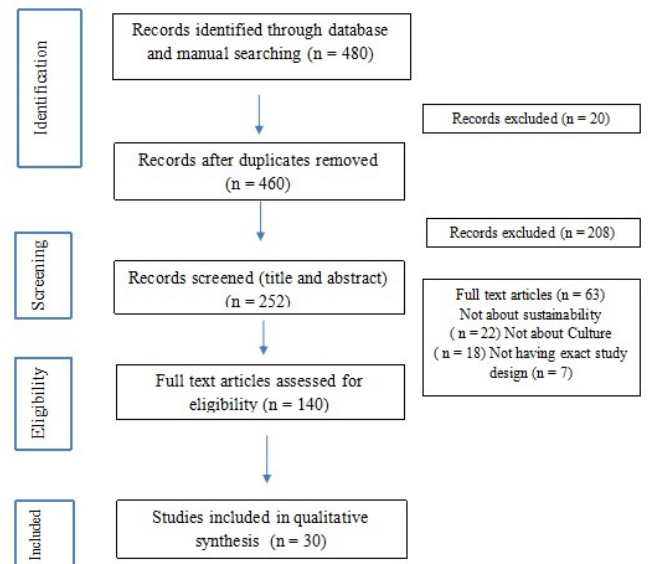 Identification
Records identified through database
and manual searching (n = 480)
Records excluded (n = 20)
Records after duplicates removed
(n = 460)
Records excluded (n = 208)
Screening
Records screened (title and abstract)
(n = 252)
Full text articles (n = 63)
Not about sustainability
( n = 22) Not about Culture
( n = 18) Not having exact study
design (n = 7)
Eligibility
Full text articles assessed for
eligibility (n = 140)
Included
Studies included in qualitative
synthesis (n = 30)